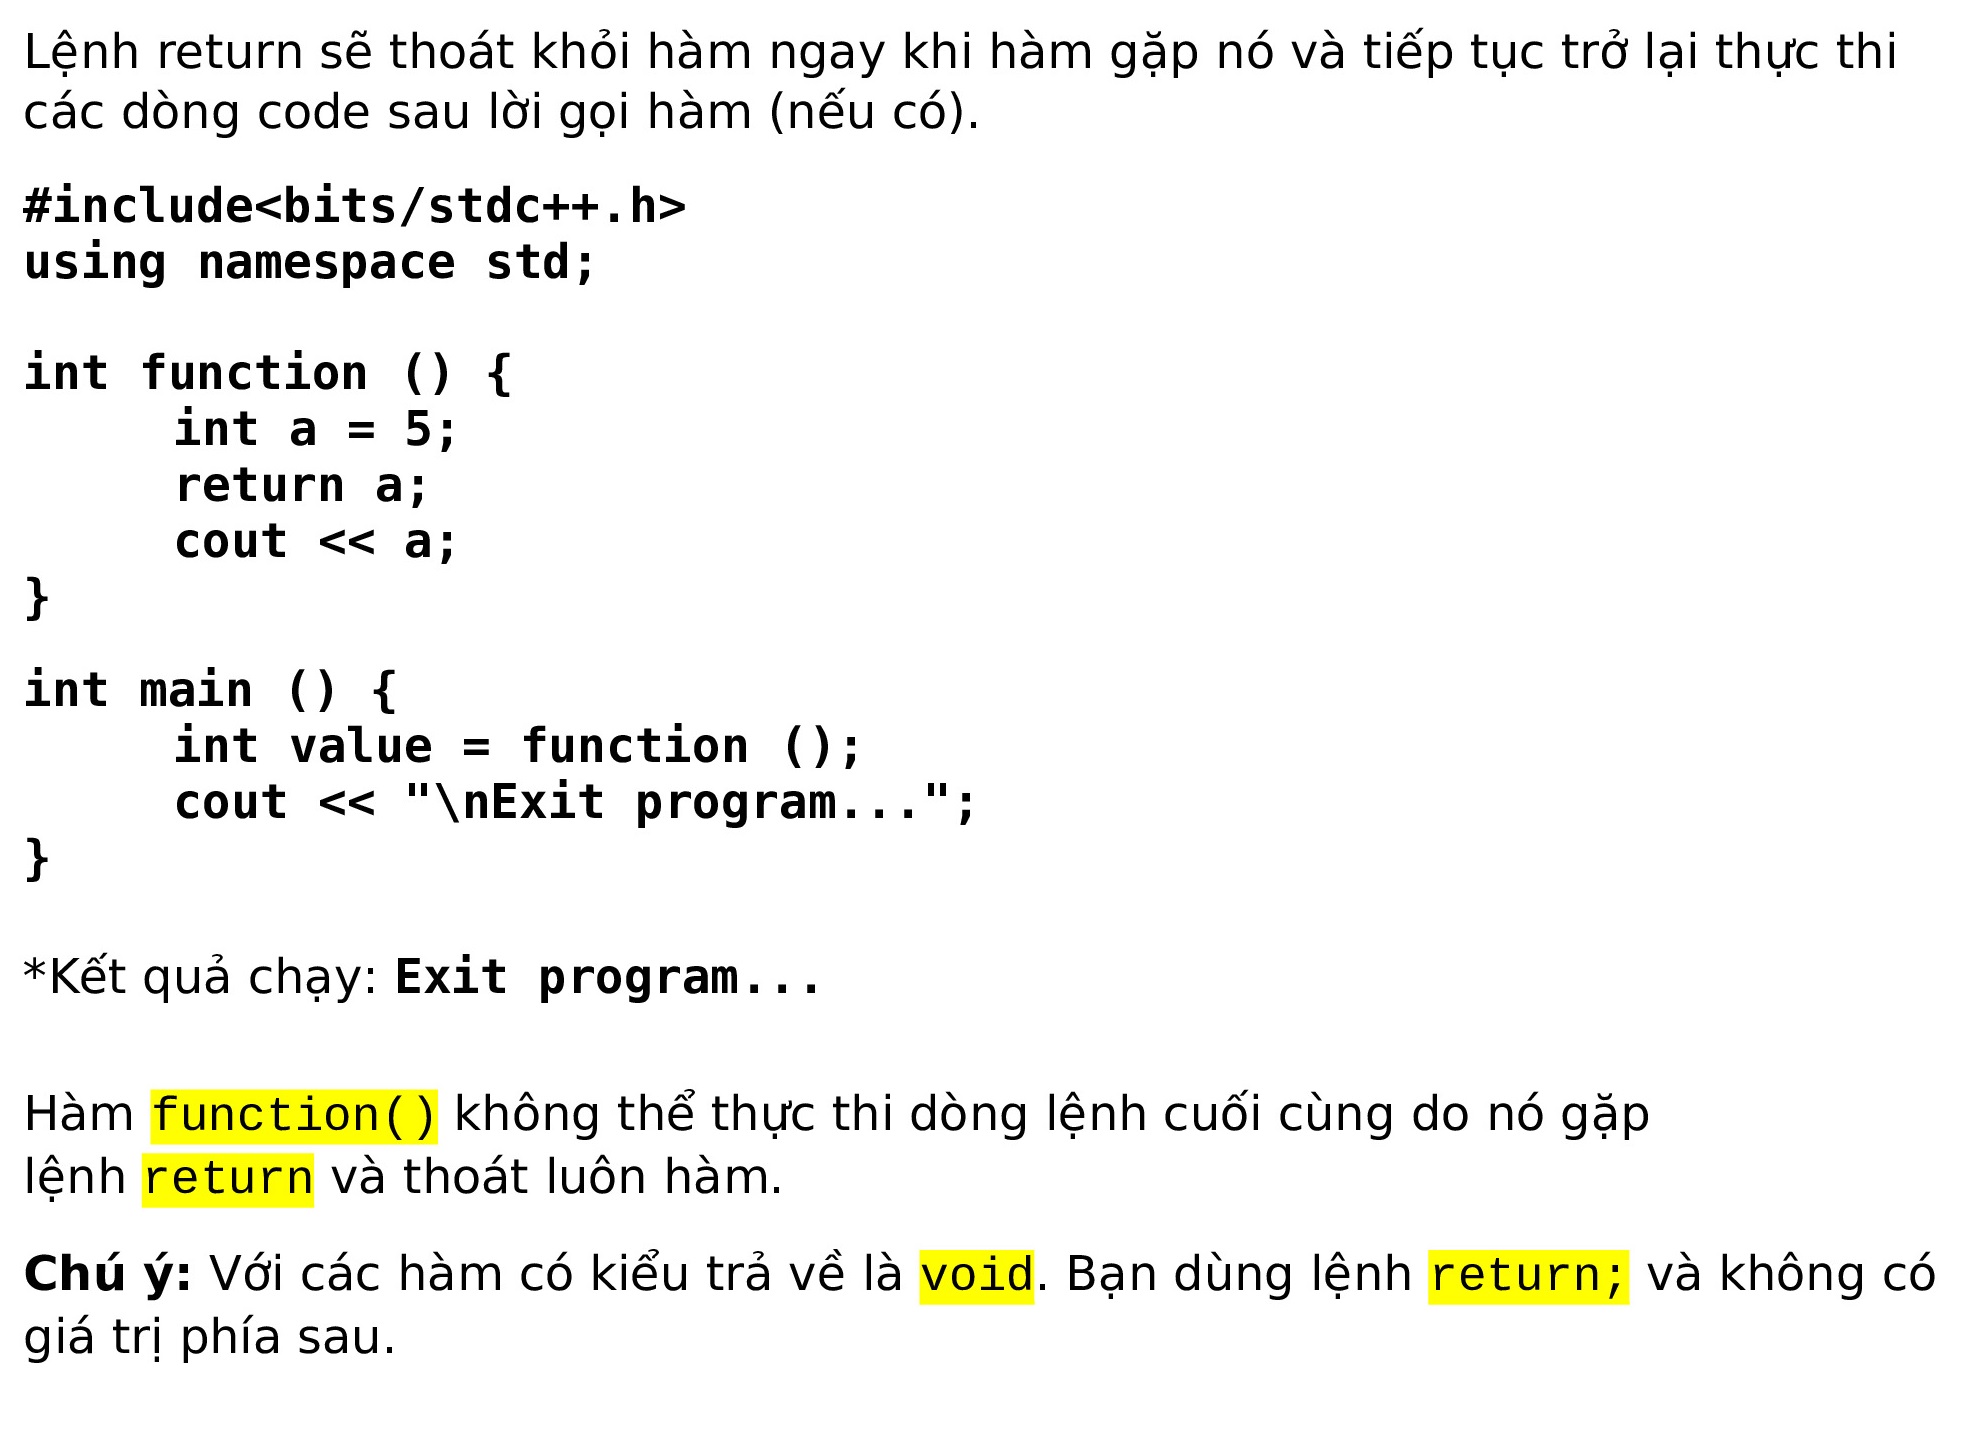 Lệnh return sẽ thoát khỏi hàm ngay khi hàm gặp nó và tiếp tục trở lại thực thi
các dòng code sau lời gọi hàm (nếu có).
#include<bits/stdc++.h>
using namespace std;
int function () {
int a = 5;
return a;
cout << a;
}
int main () {
int value = function ();
cout << "\nExit program...";
}
*Kết quả chạy: Exit program...
Hàm function() không thể thực thi dòng lệnh cuối cùng do nó gặp
lệnh return và thoát luôn hàm.
Chú ý: Với các hàm có kiểu trả về là void. Bạn dùng lệnh return; và không có
giá trị phía sau.